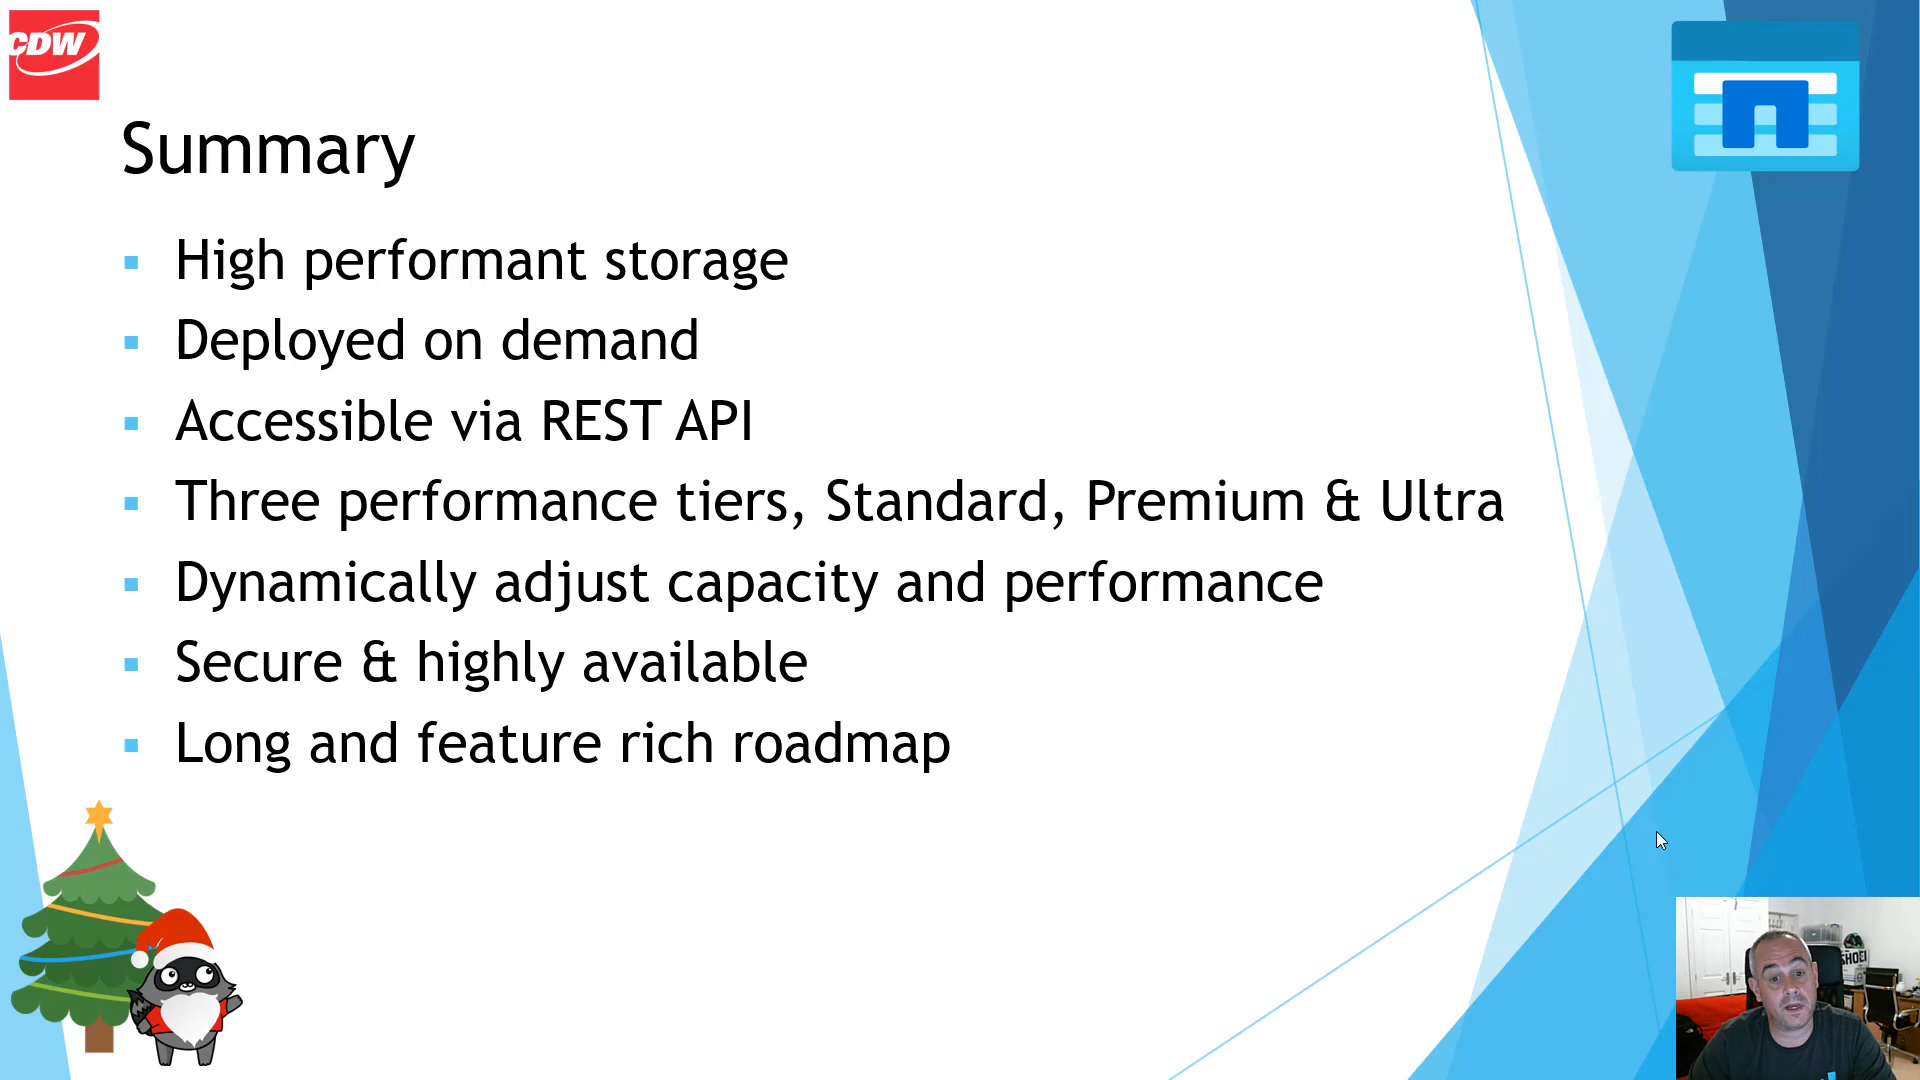 CDW
Summary
High performant storage
Deployed on demand
Accessible via REST API
Three performance tiers, Standard, Premium & Ultra
Dynamically adjust capacity and performance
Secure & highly available
Long and feature rich roadmap
SHOEI